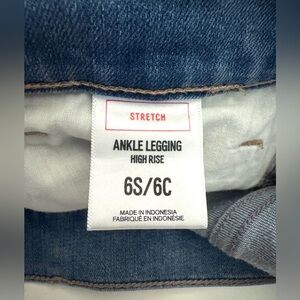 STRETCH
ANKLE LEGGING
HIGH RISE
6S/6C
MADE IN INDONESIA
FABRIQUÉ EN INDONÉSIE